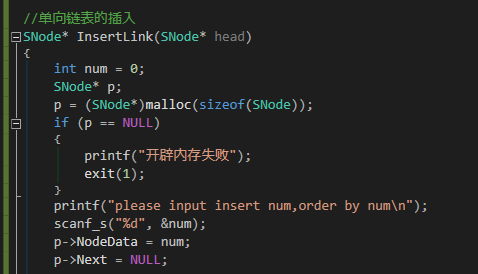 //单向链表的插入
SNode* InsertLink(SNode* head)
{
int num = 0;
SNode* p;
p = (SNode*)malloc(sizeof(SNode));
if (p == NULL)
{
printf("开辟内存失败");
exit(1);
}
printf("please input insert num,order by num\n");
scanf_s("%d", &num);
p->NodeData = num;
p->Next = NULL;